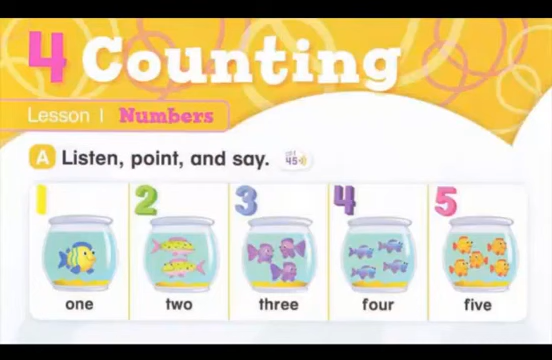 4 Counting
Lesson 1 Numbers
A Listen, point, and say. 45
1 2 3 4 5
one two three four five